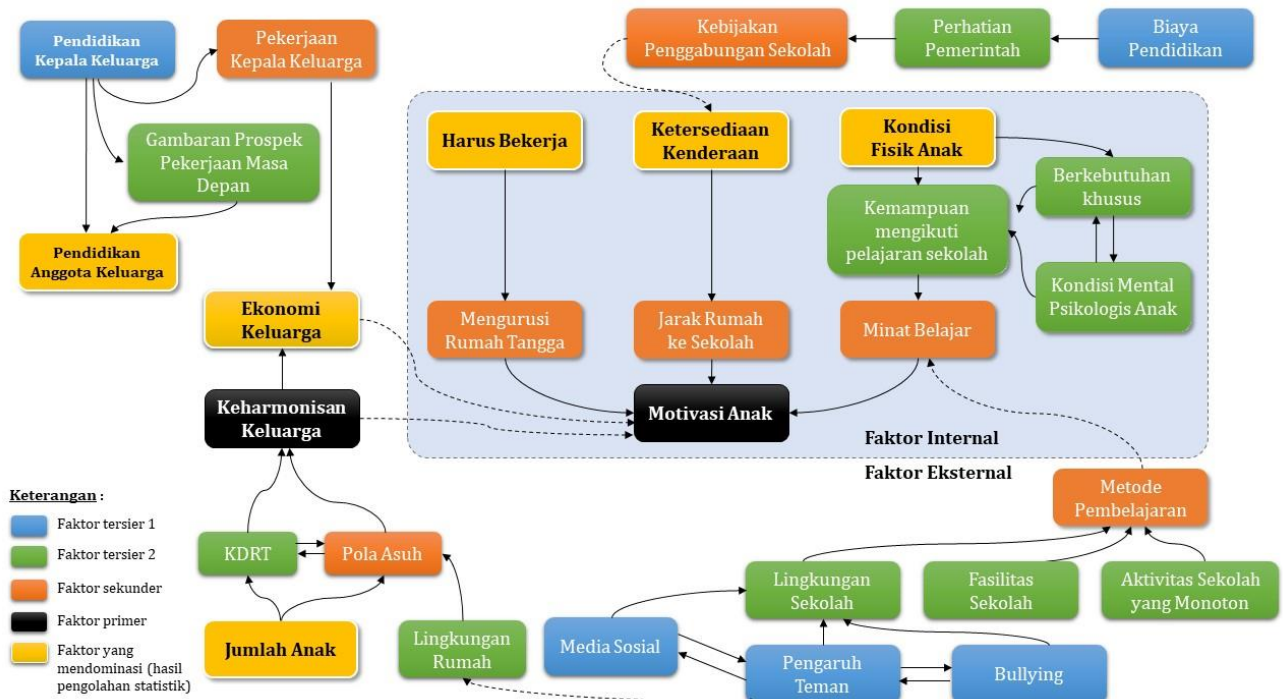 Pendidikan
Kepala Keluarga
Pekerjaan
Kepala Keluarga
Gambaran Prospek
Pekerjaan Masa
Depan
Pendidikan
Anggota Keluarga
Kebijakan
Penggabungan Sekolah
Perhatian
Pemerintah
Biaya
Pendidikan
Harus Bekerja
Ketersediaan
Kenderaan
Kondisi
Fisik Anak
Berkebutuhan
khusus
Kemampuan
mengikuti
pelajaran sekolah
Kondisi Mental
Psikologis Anak
Ekonomi
Keluarga
Mengurusi
Rumah Tangga
Jarak Rumah
ke Sekolah
Minat Belajar
Keharmonisan
Keluarga
Motivasi Anak
Faktor Internal
Faktor Eksternal
Metode
Pembelajaran
Keterangan :
Faktor tersier 1
Faktor tersier 2
Faktor sekunder
Faktor primer
Faktor yang
mendominasi (hasil
pengolahan statistik)
KDRT
Pola Asuh
Jumlah Anak
Lingkungan
Rumah
Lingkungan
Sekolah
Fasilitas
Sekolah
Aktivitas Sekolah
yang Monoton
Media Sosial
Pengaruh
Teman
Bullying